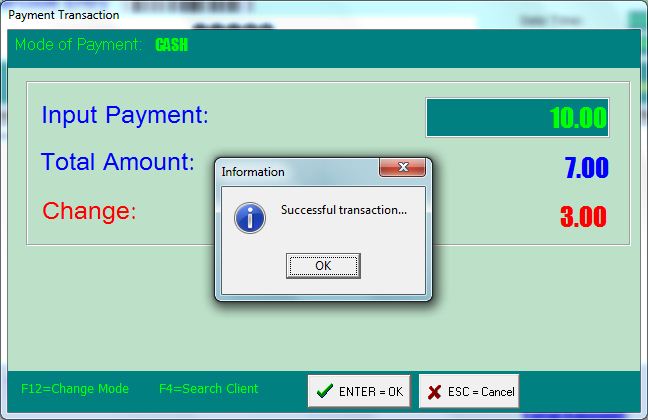 Payment Transaction
Mode of Payment: CASH
Input Payment: 10.00
Total Amount: 7.00
Change: 3.00
Information
Successful transaction...
OK
F12=Change Mode F4=Search Client ENTER = OK ESC = Cancel